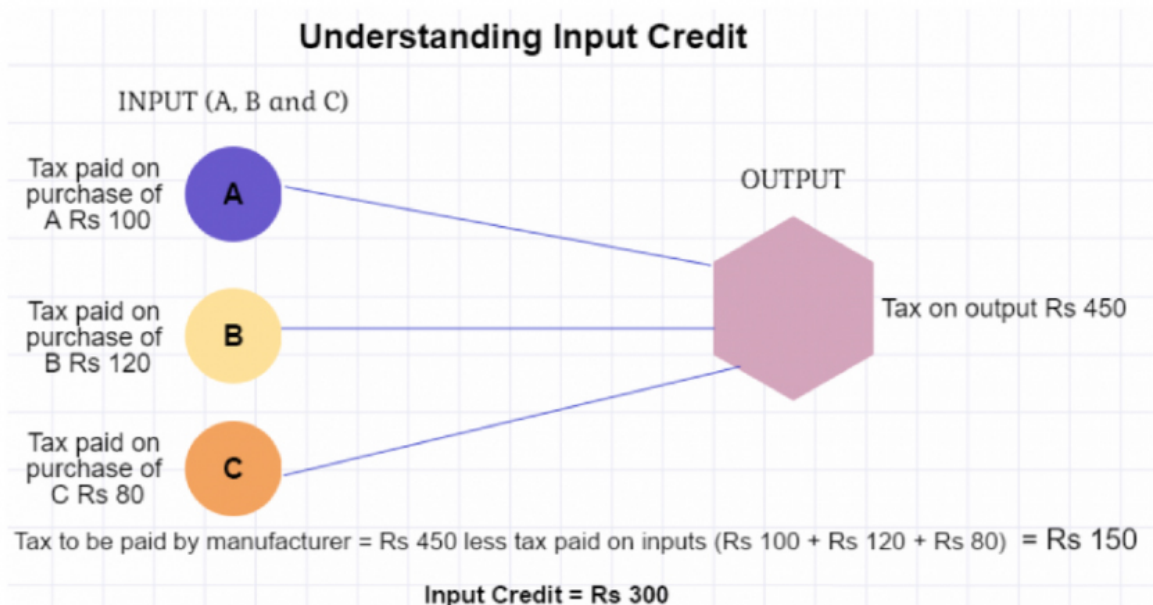 Understanding Input Credit
INPUT (A, B and C)
Tax paid on
purchase of
A Rs 100
A
OUTPUT
Tax paid on
purchase of
B Rs 120
B
Tax on output Rs 450
Tax paid on
purchase of
C Rs 80
C
Tax to be paid by manufacturer = Rs 450 less tax paid on inputs (Rs 100 + Rs 120 + Rs 80) = Rs 150
Input Credit = Rs 300